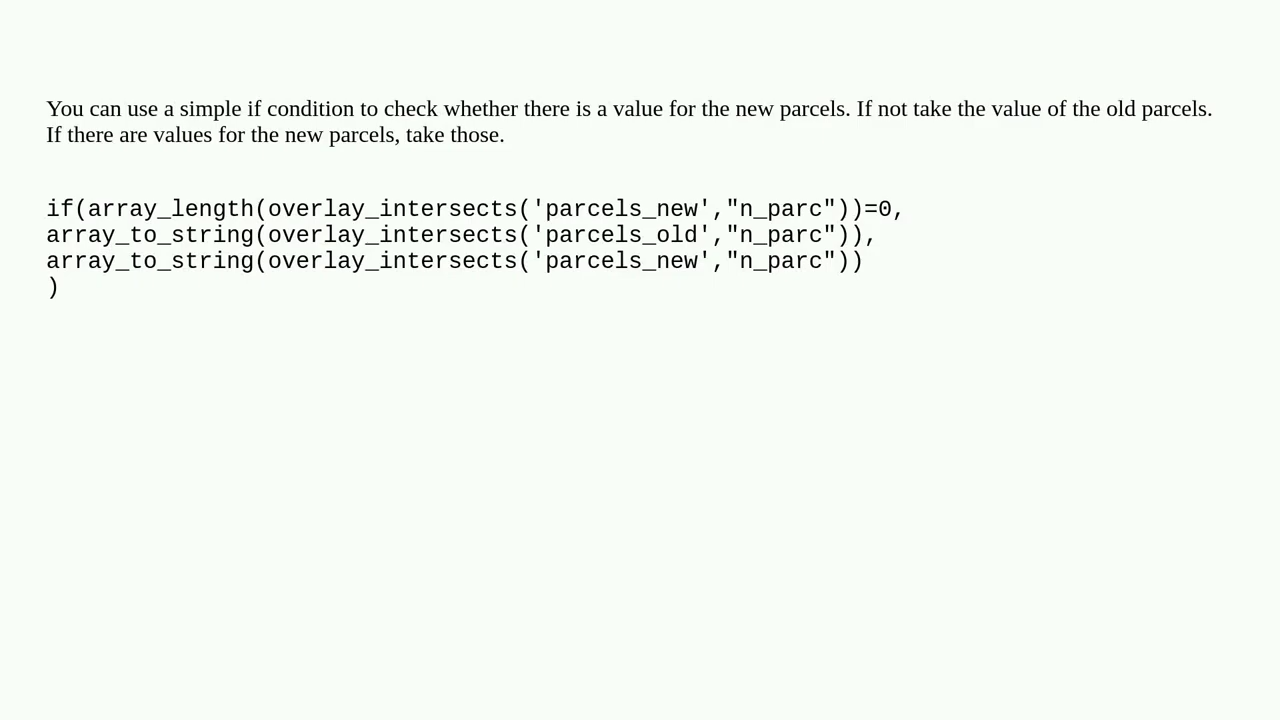 You can use a simple if condition to check whether there is a value for the new parcels. If not take the value of the old parcels.
If there are values for the new parcels, take those.
if(array_length(overlay_intersects('parcels_new',"n_parc"))=0,
array_to_string(overlay_intersects('parcels_old',"n_parc")),
array_to_string(overlay_intersects('parcels_new',"n_parc"))
)